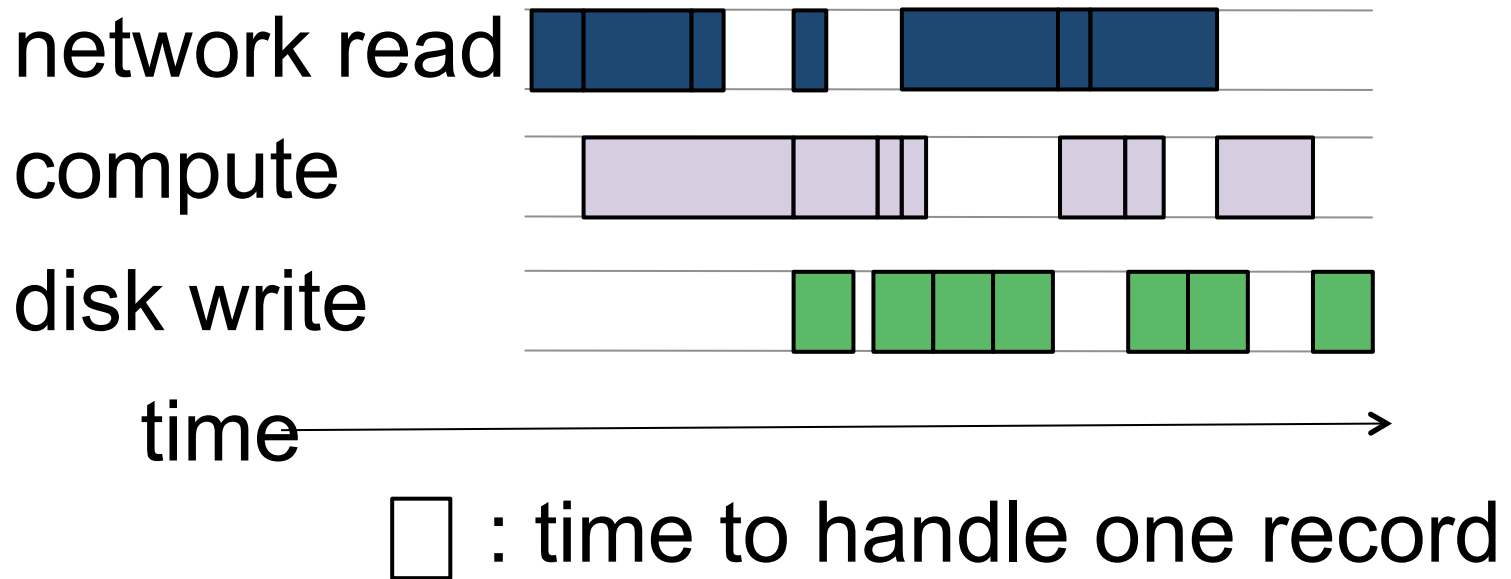 network read
compute
disk write
time
: time to handle one record